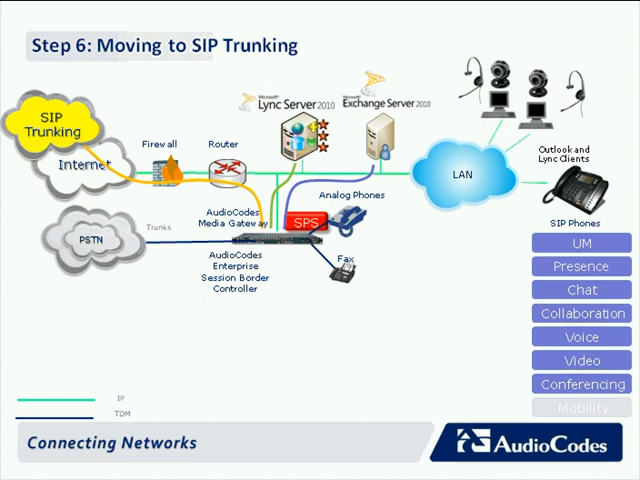 Step 6: Moving to SIP Trunking
SIP
Trunking
Internet
Firewall
Router
Microsoft
Lync Server 2010
Microsoft
Exchange Server 2010
LAN
Outlook and
Lync Clients
Analog Phones
SIP Phones
PSTN
Trunks
AudioCodes
Media Gateway
SPS
AudioCodes
Enterprise
Session Border
Controller
Fax
UM
Presence
Chat
Collaboration
Voice
Video
Conferencing
Mobility
IP
TDM
Connecting Networks
AudioCodes